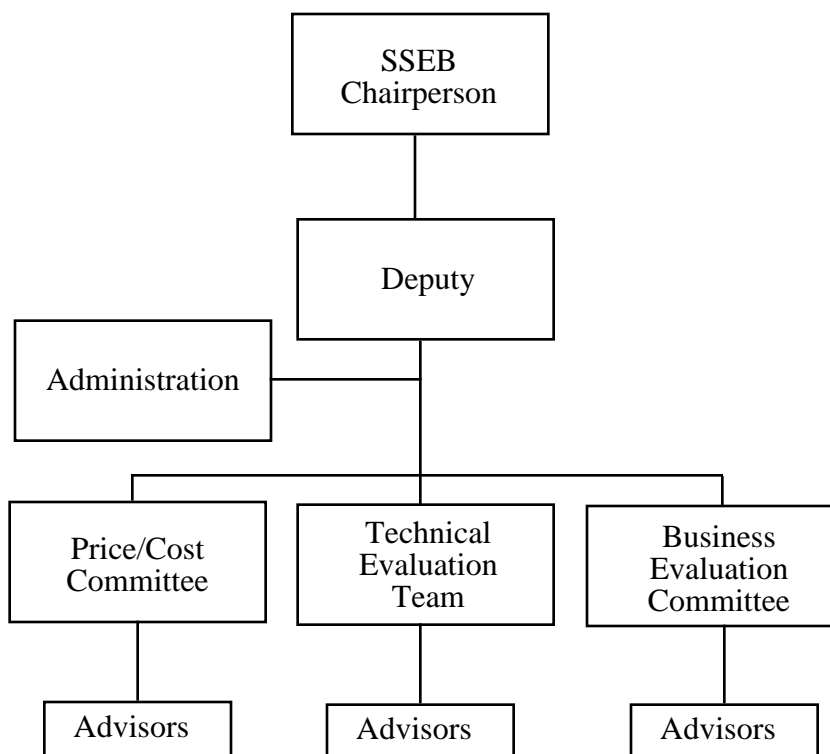 SSEB
Chairperson
Deputy
Administration
Price/Cost
Committee
Technical
Evaluation
Team
Business
Evaluation
Committee
Advisors
Advisors
Advisors